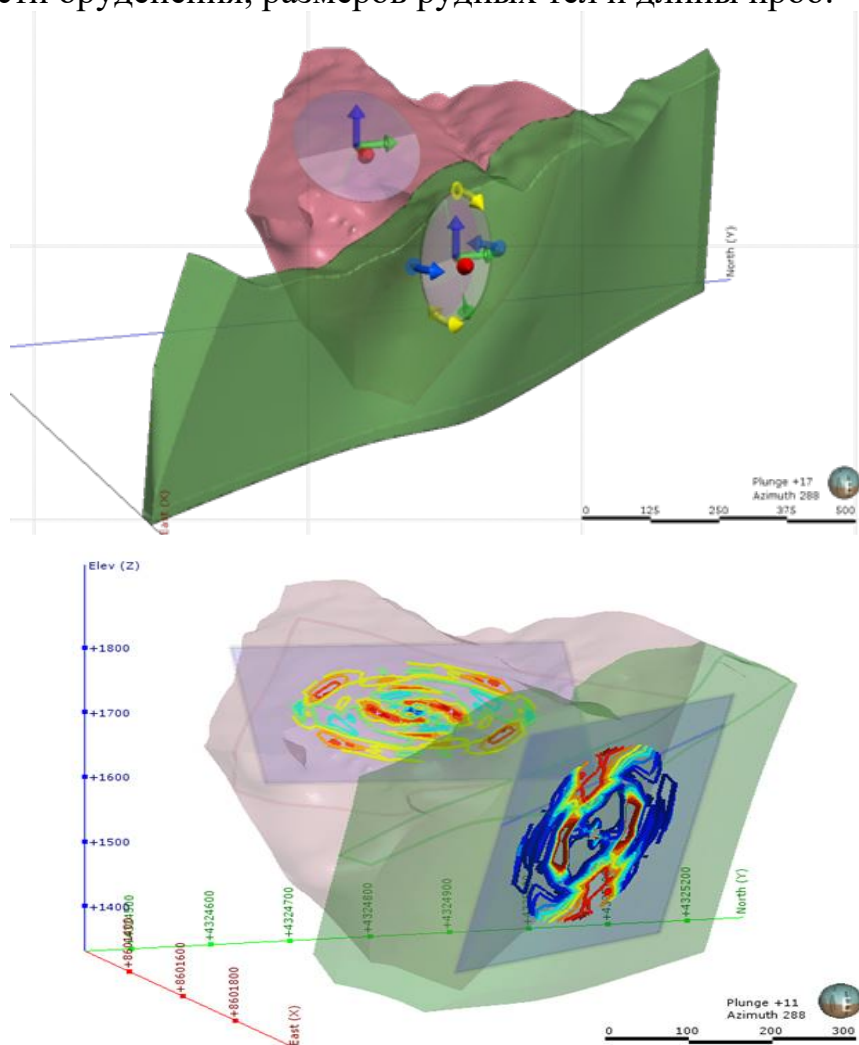 сти оруденения, размеров рудных тел и длины проб.
North (Y)
East (X)
Plunge +17
Azimuth 288
0 125 250 375 500
Elev (Z)
+1800
+1700
+1600
+1500
+1400
+4324600
+4324700
+4324800
+4324900
+4325200
North (Y)
+8601600
+8601800
East (X)
Plunge +11
Azimuth 288
0 100 200 300